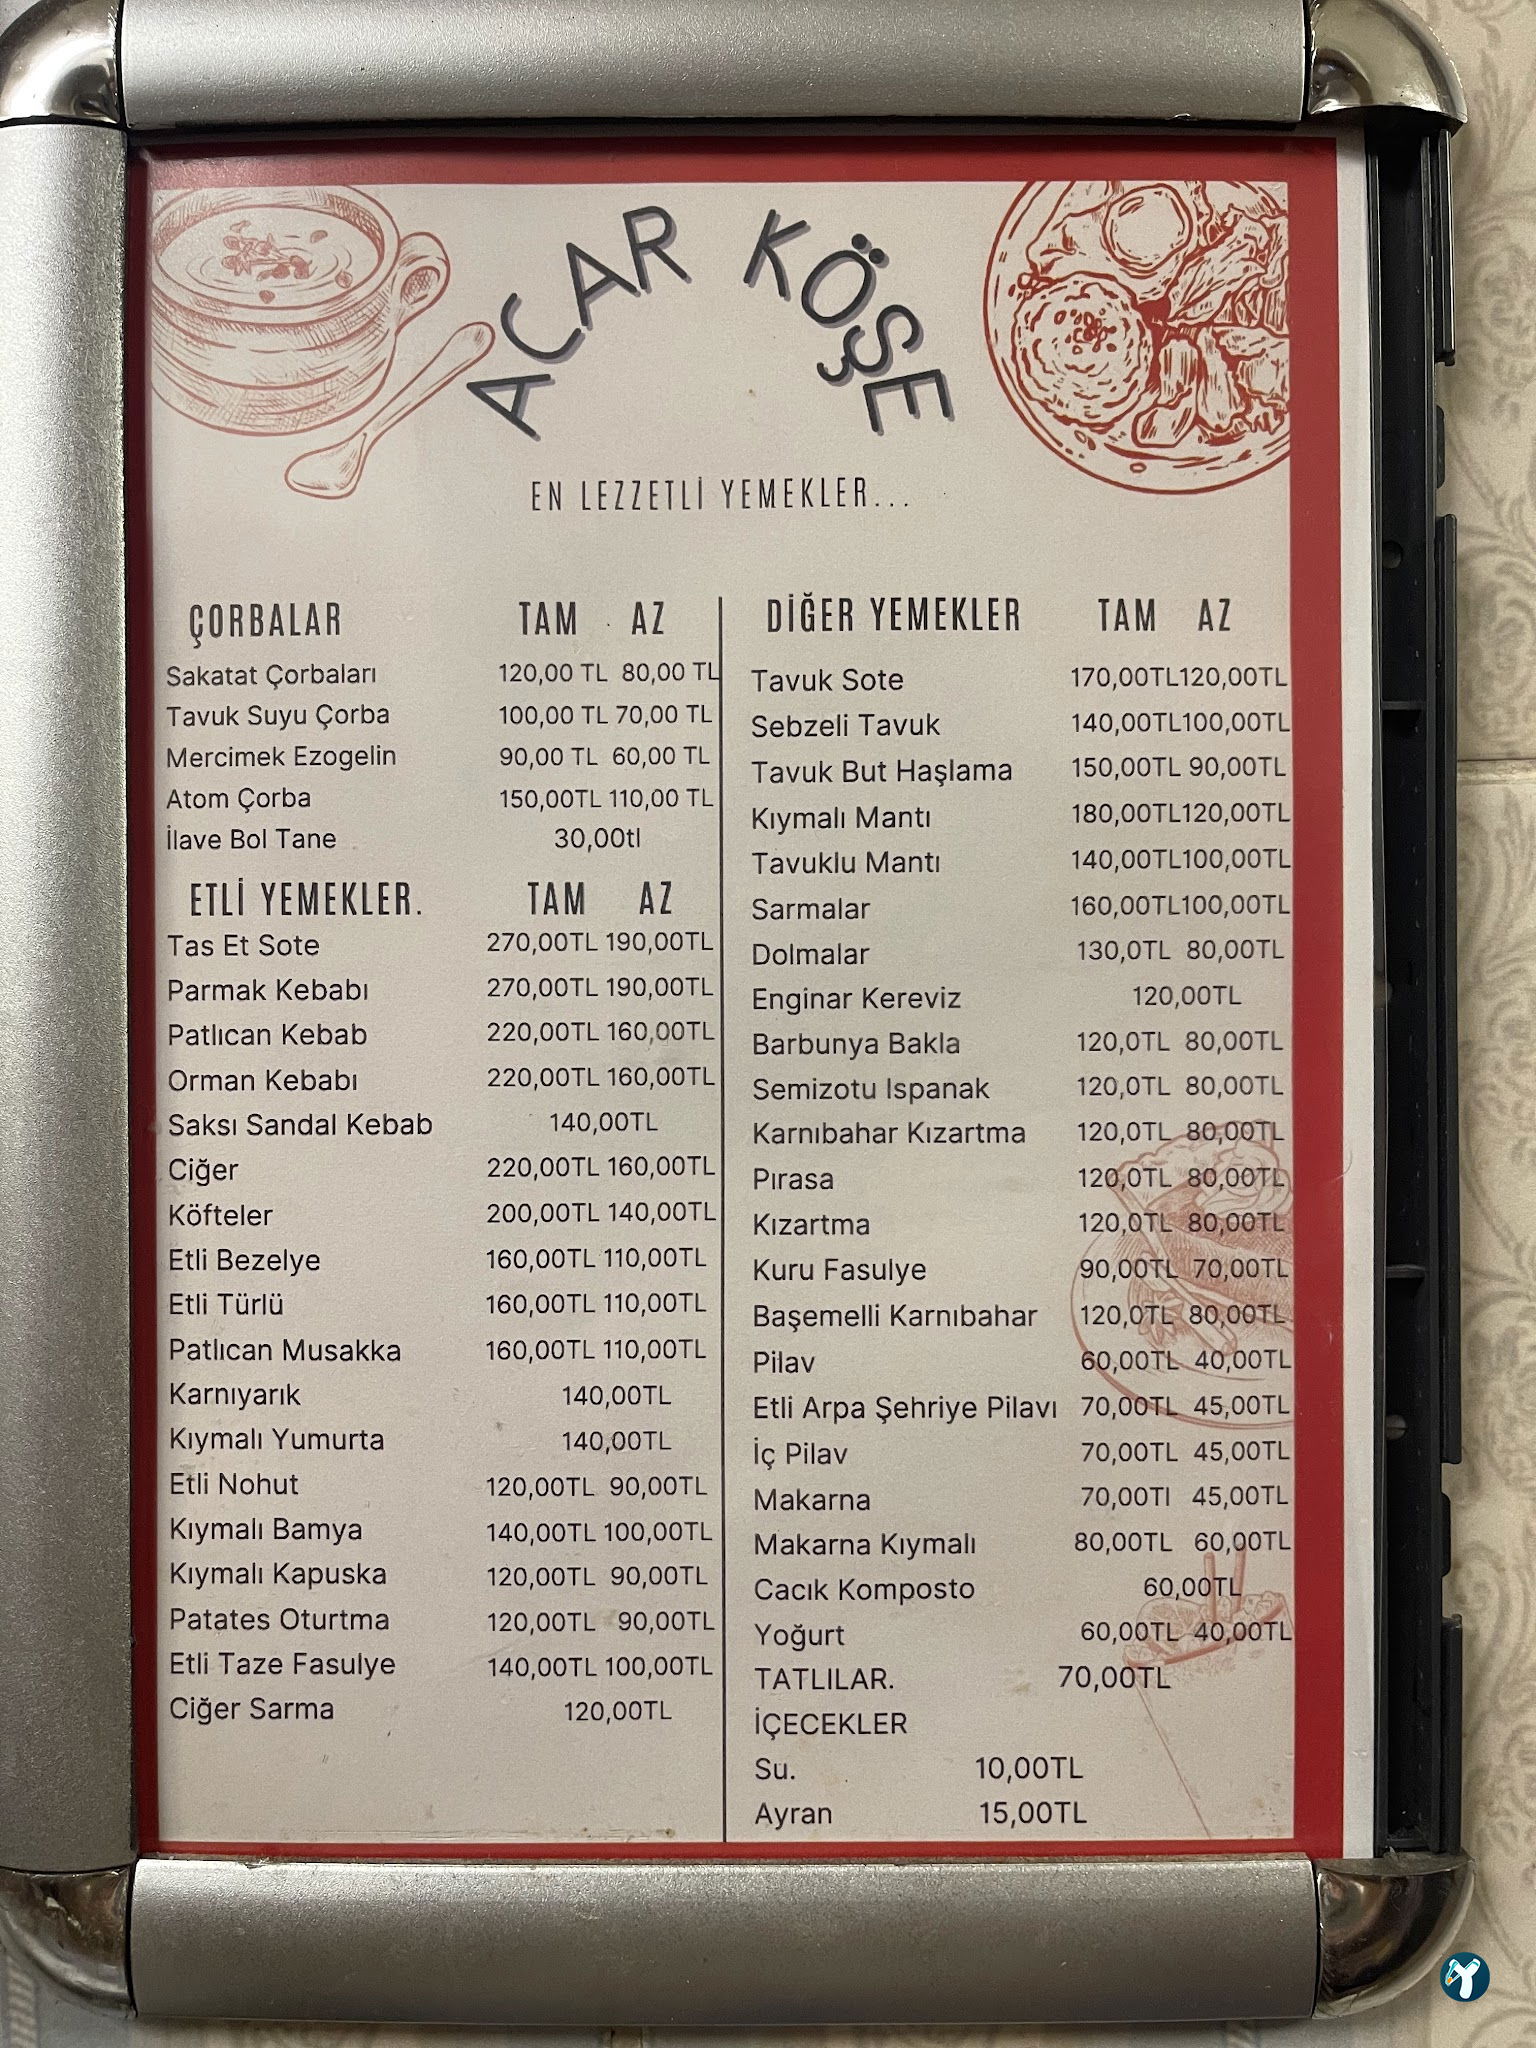 ACAR KÖŞE
EN LEZZETLİ YEMEKLER...
ÇORBALAR TAM AZ
Sakatat Çorbaları 120,00 TL 80,00 TL
Tavuk Suyu Çorba 100,00 TL 70,00 TL
Mercimek Ezogelin 90,00 TL 60,00 TL
Atom Çorba 150,00TL 110,00 TL
İlave Bol Tane 30,00tl
ETLİ YEMEKLER. TAM AZ
Tas Et Sote 270,00TL 190,00TL
Parmak Kebabı 270,00TL 190,00TL
Patlıcan Kebab 220,00TL 160,00TL
Orman Kebabı 220,00TL 160,00TL
Saksı Sandal Kebab 140,00TL
Ciğer 220,00TL 160,00TL
Köfteler 200,00TL 140,00TL
Etli Bezelye 160,00TL 110,00TL
Etli Türlü 160,00TL 110,00TL
Patlıcan Musakka 160,00TL 110,00TL
Karnıyarık 140,00TL
Kıymalı Yumurta 140,00TL
Etli Nohut 120,00TL 90,00TL
Kıymalı Bamya 140,00TL 100,00TL
Kıymalı Kapuska 120,00TL 90,00TL
Patates Oturtma 120,00TL 90,00TL
Etli Taze Fasulye 140,00TL 100,00TL
Ciğer Sarma 120,00TL
DİĞER YEMEKLER TAM AZ
Tavuk Sote 170,00TL 120,00TL
Sebzeli Tavuk 140,00TL 100,00TL
Tavuk But Haşlama 150,00TL 90,00TL
Kıymalı Mantı 180,00TL 120,00TL
Tavuklu Mantı 140,00TL 100,00TL
Sarmalar 160,00TL 100,00TL
Dolmalar 130,0TL 80,00TL
Enginar Kereviz 120,00TL
Barbunya Bakla 120,0TL 80,00TL
Semizotu Ispanak 120,0TL 80,00TL
Karnıbahar Kızartma 120,0TL 80,00TL
Pırasa 120,0TL 80,00TL
Kızartma 120,0TL 80,00TL
Kuru Fasulye 90,00TL 70,00TL
Başemelli Karnıbahar 120,0TL 80,00TL
Pilav 60,00TL 40,00TL
Etli Arpa Şehriye Pilavı 70,00TL 45,00TL
İç Pilav 70,00TL 45,00TL
Makarna 70,00Tl 45,00TL
Makarna Kıymalı 80,00TL 60,00TL
Cacık Komposto 60,00TL
Yoğurt 60,00TL 40,00TL
TATLILAR. 70,00TL
İÇECEKLER
Su. 10,00TL
Ayran 15,00TL